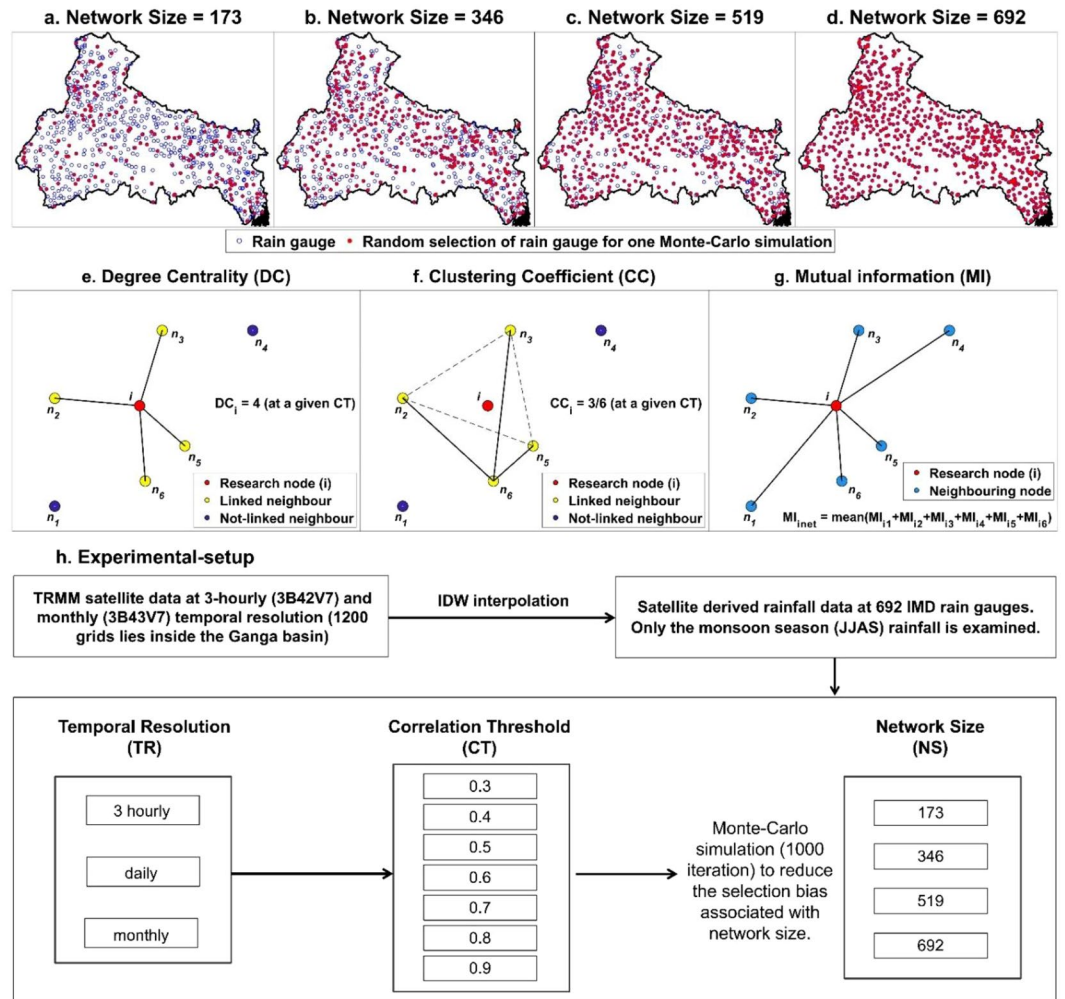 a. Network Size = 173
b. Network Size = 346
c. Network Size = 519
d. Network Size = 692
Rain gauge
Random selection of rain gauge for one Monte-Carlo simulation
e. Degree Centrality (DC)
n3
n4
i
n2
DCi = 4 (at a given CT)
n5
n6
n1
Research node (i)
Linked neighbour
Not-linked neighbour
f. Clustering Coefficient (CC)
n3
n4
i
n2
CCi = 3/6 (at a given CT)
n5
n6
n1
Research node (i)
Linked neighbour
Not-linked neighbour
g. Mutual information (MI)
n3
n4
i
n2
n5
n6
n1
Research node (i)
Neighbouring node
MIinet = mean(MIi1+MIi2+MIi3+MIi4+MIi5+MIi6)
h. Experimental-setup
TRMM satellite data at 3-hourly (3B42V7) and
monthly (3B43V7) temporal resolution (1200
grids lies inside the Ganga basin)
IDW interpolation
Satellite derived rainfall data at 692 IMD rain gauges.
Only the monsoon season (JJAS) rainfall is examined.
Temporal Resolution
(TR)
3 hourly
daily
monthly
Correlation Threshold
(CT)
0.3
0.4
0.5
0.6
0.7
0.8
0.9
Monte-Carlo
simulation (1000
iteration) to reduce
the selection bias
associated with
network size.
Network Size
(NS)
173
346
519
692